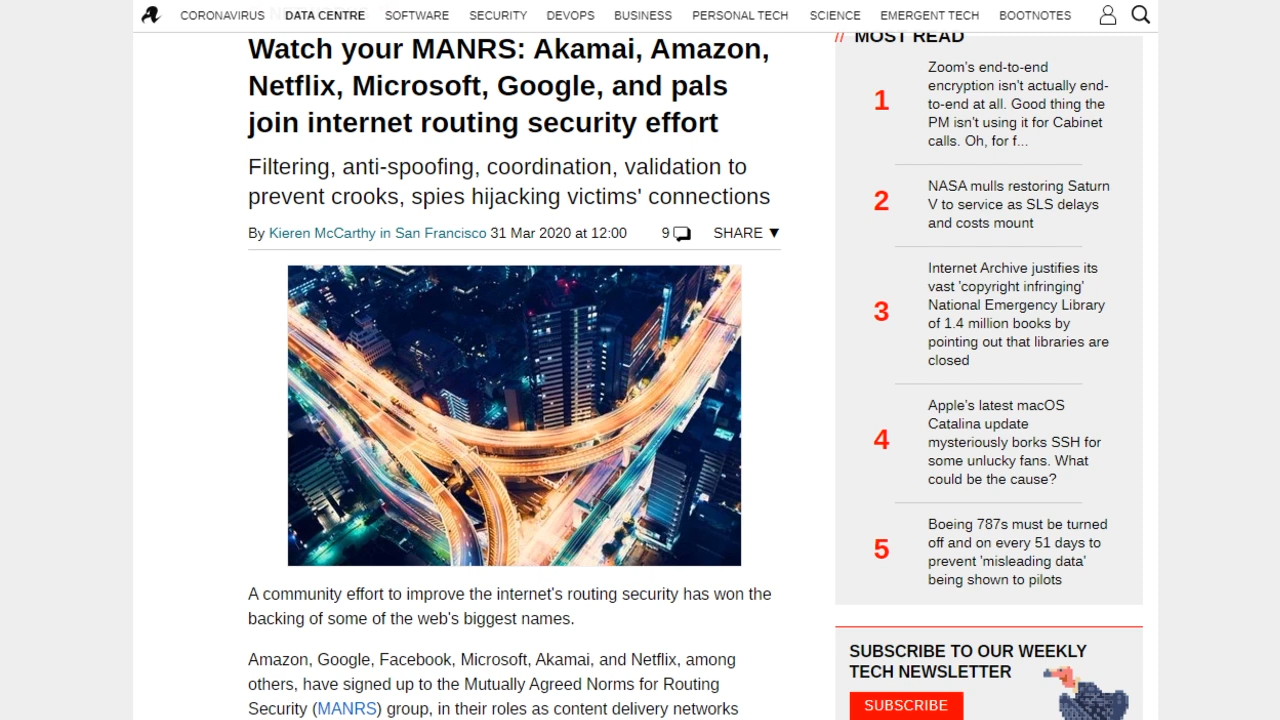 CORONAVIRUS DATA CENTRE SOFTWARE SECURITY DEVOPS BUSINESS PERSONAL TECH SCIENCE EMERGENT TECH BOOTNOTES
Watch your MANRS: Akamai, Amazon,
Netflix, Microsoft, Google, and pals
join internet routing security effort
Filtering, anti-spoofing, coordination, validation to
prevent crooks, spies hijacking victims' connections
By Kieren McCarthy in San Francisco 31 Mar 2020 at 12:00 9 SHARE ▼
A community effort to improve the internet's routing security has won the
backing of some of the web's biggest names.
Amazon, Google, Facebook, Microsoft, Akamai, and Netflix, among
others, have signed up to the Mutually Agreed Norms for Routing
Security (MANRS) group, in their roles as content delivery networks
// MOST READ
1
Zoom's end-to-end
encryption isn't actually end-
to-end at all. Good thing the
PM isn't using it for Cabinet
calls. Oh, for f...
2
NASA mulls restoring Saturn
V to service as SLS delays
and costs mount
3
Internet Archive justifies its
vast 'copyright infringing'
National Emergency Library
of 1.4 million books by
pointing out that libraries are
closed
4
Apple's latest macOS
Catalina update
mysteriously borks SSH for
some unlucky fans. What
could be the cause?
5
Boeing 787s must be turned
off and on every 51 days to
prevent 'misleading data'
being shown to pilots
SUBSCRIBE TO OUR WEEKLY
TECH NEWSLETTER
SUBSCRIBE